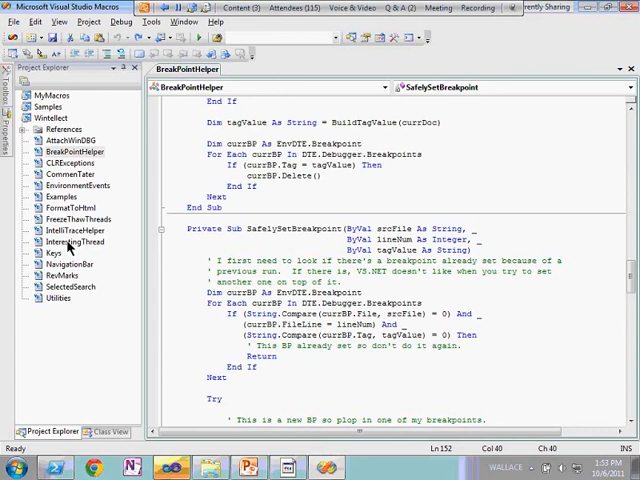 Microsoft Visual Studio Macros
Content (3)
Attendees (115)
Voice & Video
Q & A (2)
Meeting
Recording
rently Sharing
File
Edit
View
Project
Debug
Tools
Window
Help
Project Explorer
BreakPointHelper
Toolbox
Properties
BreakPointHelper
SafelySetBreakpoint
MyMacros
Samples
Wintellect
References
AttachWinDBG
BreakPointHelper
CLRExceptions
CommenTater
EnvironmentEvents
Examples
FormatToHtml
FreezeThawThreads
IntelliTraceHelper
InterestingThread
Keys
NavigationBar
RevMarks
SelectedSearch
Utilities
End If
Dim tagValue As String = BuildTagValue(currDoc)
Dim currBP As EnvDTE.Breakpoint
For Each currBP In DTE.Debugger.Breakpoints
If (currBP.Tag = tagValue) Then
currBP.Delete()
End If
Next
End Sub
Private Sub SafelySetBreakpoint(ByVal srcFile As String, _
ByVal lineNum As Integer, _
ByVal tagValue As String)
' I first need to look if there's a breakpoint already set because of a
' previous run.  If there is, VS.NET doesn't like when you try to set
' another one on top of it.
Dim currBP As EnvDTE.Breakpoint
For Each currBP In DTE.Debugger.Breakpoints
If (String.Compare(currBP.File, srcFile) = 0) And _
(currBP.FileLine = lineNum) And _
(String.Compare(currBP.Tag, tagValue) = 0) Then
' This BP already set so don't do it again.
Return
End If
Next
Try
' This is a new BP so plop in one of my breakpoints.
Project Explorer
Class View
Ready
Ln 152
Col 40
Ch 40
INS
WALLACE
1:53 PM
10/6/2011